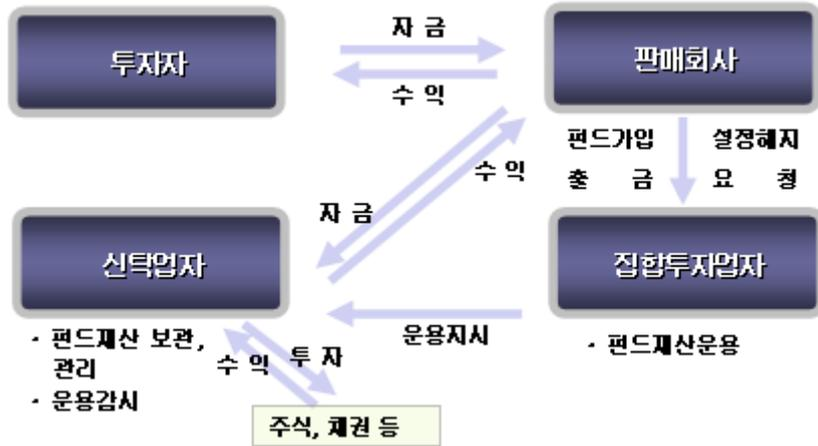 투자자
자 금
수 익
판매회사
펀드가입 설정해지
출 금 요 청
수 익
자 금
신탁업자
집합투자업자
운용지시
· 펀드재산 보관,
관리
· 운용감시
수 익
투 자
· 펀드재산운용
주식, 채권 등